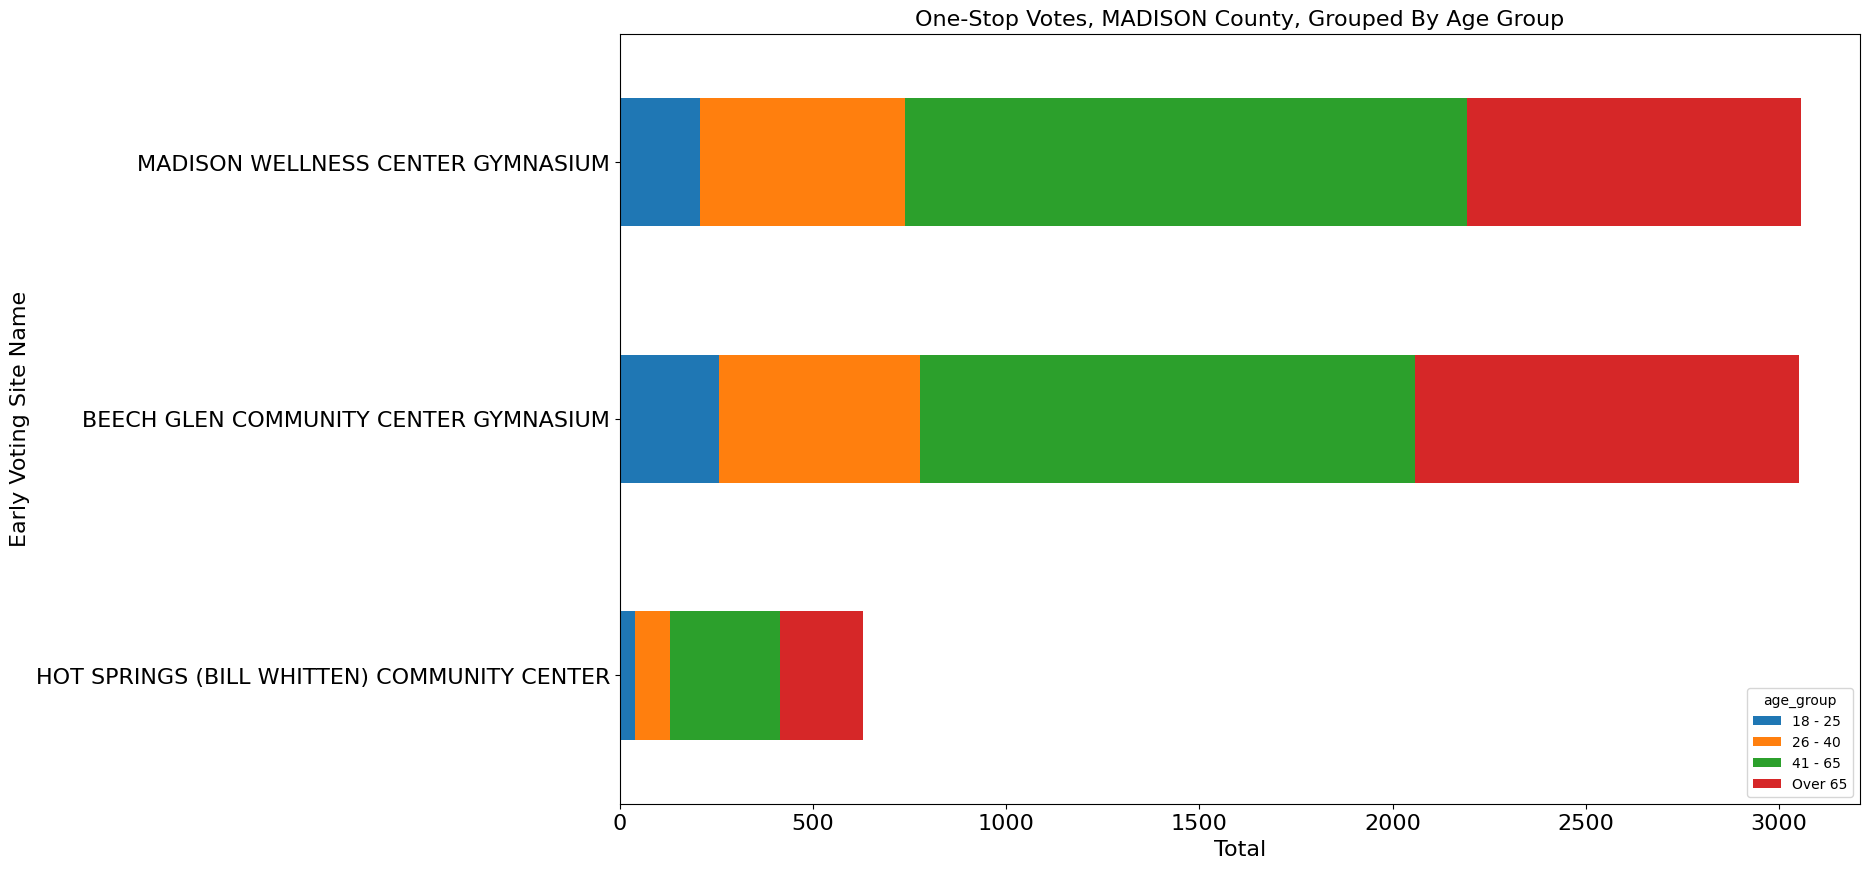 One-Stop Votes, MADISON County, Grouped By Age Group
Early Voting Site Name
MADISON WELLNESS CENTER GYMNASIUM
BEECH GLEN COMMUNITY CENTER GYMNASIUM
HOT SPRINGS (BILL WHITTEN) COMMUNITY CENTER
age_group
18 - 25
26 - 40
41 - 65
Over 65
0 500 1000 1500 2000 2500 3000
Total